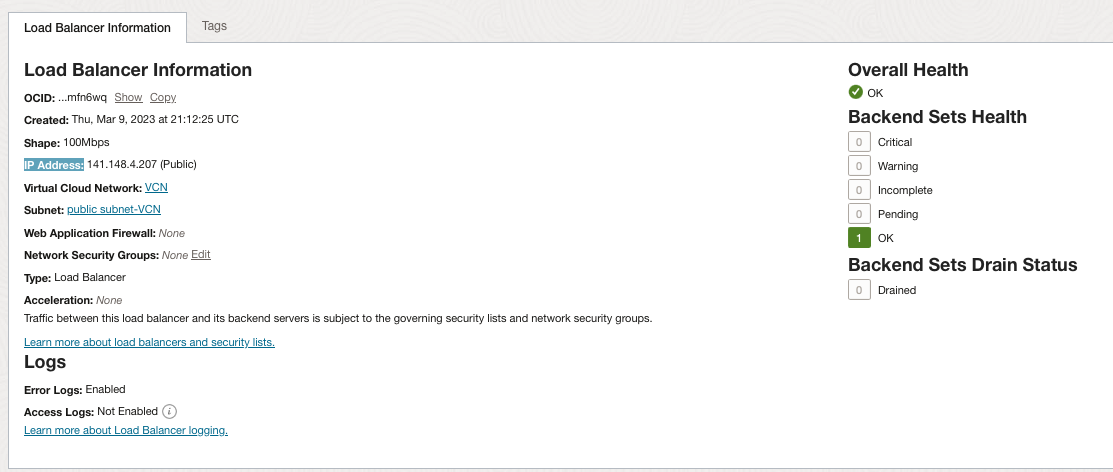 Load Balancer Information
Tags
Load Balancer Information
OCID: ...mfn6wq Show Copy
Created: Thu, Mar 9, 2023 at 21:12:25 UTC
Shape: 100Mbps
IP Address: 141.148.4.207 (Public)
Virtual Cloud Network: VCN
Subnet: public subnet-VCN
Web Application Firewall: None
Network Security Groups: None Edit
Type: Load Balancer
Acceleration: None
Traffic between this load balancer and its backend servers is subject to the governing security lists and network security groups.
Learn more about load balancers and security lists.
Logs
Error Logs: Enabled
Access Logs: Not Enabled i
Learn more about Load Balancer logging.
Overall Health
OK
Backend Sets Health
0 Critical
0 Warning
0 Incomplete
0 Pending
1 OK
Backend Sets Drain Status
0 Drained